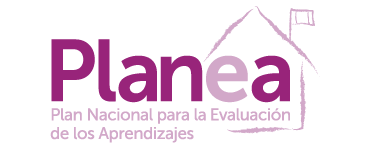 Planea
Plan Nacional para la Evaluación
de los Aprendizajes